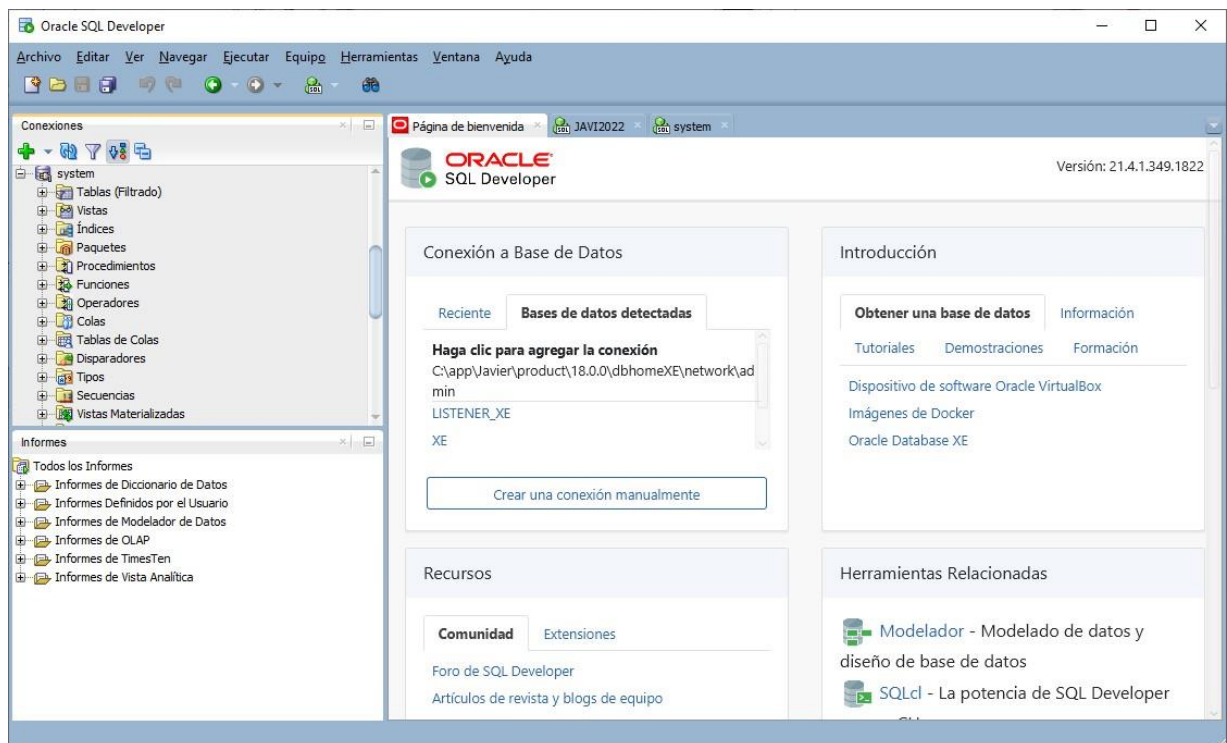 Oracle SQL Developer
Archivo Editar Ver Navegar Ejecutar Equipo Herramientas Ventana Ayuda
Conexiones
system
Tablas (Filtrado)
Vistas
Índices
Paquetes
Procedimientos
Funciones
Operadores
Colas
Tablas de Colas
Disparadores
Tipos
Secuencias
Vistas Materializadas
Informes
Todos los Informes
Informes de Diccionario de Datos
Informes Definidos por el Usuario
Informes de Modelador de Datos
Informes de OLAP
Informes de TimesTen
Informes de Vista Analítica
Página de bienvenida JAVI2022 system
ORACLE
SQL Developer
Versión: 21.4.1.349.1822
Conexión a Base de Datos
Reciente Bases de datos detectadas
Haga clic para agregar la conexión
C:\app\Javier\product\18.0.0\dbhomeXE\network\ad
min
LISTENER_XE
XE
Crear una conexión manualmente
Introducción
Obtener una base de datos Información
Tutoriales Demostraciones Formación
Dispositivo de software Oracle VirtualBox
Imágenes de Docker
Oracle Database XE
Recursos
Comunidad Extensiones
Foro de SQL Developer
Artículos de revista y blogs de equipo
Herramientas Relacionadas
Modelador - Modelado de datos y
diseño de base de datos
SQLcl - La potencia de SQL Developer